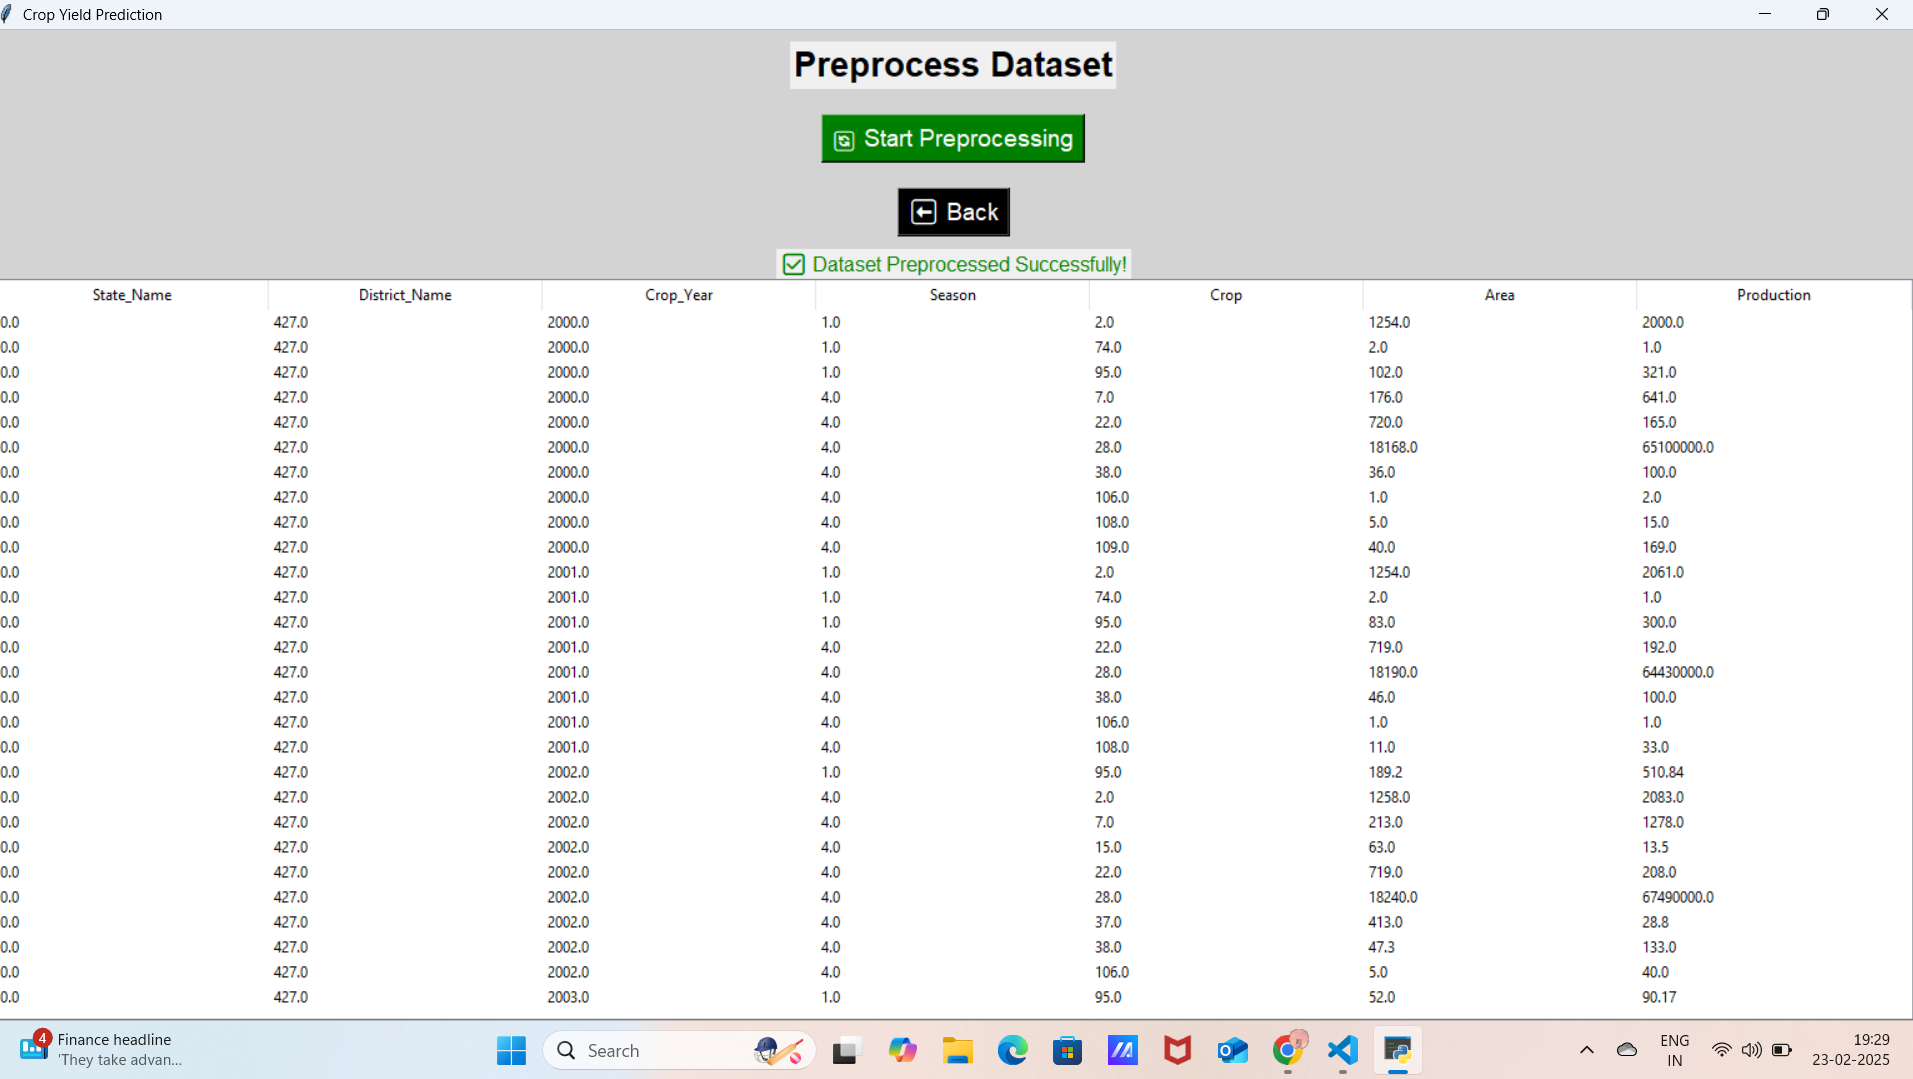 Crop Yield Prediction
Preprocess Dataset
Start Preprocessing
Back
Dataset Preprocessed Successfully!
State_Name District_Name Crop_Year Season Crop Area Production
0.0 427.0 2000.0 1.0 2.0 1254.0 2000.0
0.0 427.0 2000.0 1.0 74.0 2.0 1.0
0.0 427.0 2000.0 1.0 95.0 102.0 321.0
0.0 427.0 2000.0 4.0 7.0 176.0 641.0
0.0 427.0 2000.0 4.0 22.0 720.0 165.0
0.0 427.0 2000.0 4.0 28.0 18168.0 65100000.0
0.0 427.0 2000.0 4.0 38.0 36.0 100.0
0.0 427.0 2000.0 4.0 106.0 1.0 2.0
0.0 427.0 2000.0 4.0 108.0 5.0 15.0
0.0 427.0 2000.0 4.0 109.0 40.0 169.0
0.0 427.0 2001.0 1.0 2.0 1254.0 2061.0
0.0 427.0 2001.0 1.0 74.0 2.0 1.0
0.0 427.0 2001.0 1.0 95.0 83.0 300.0
0.0 427.0 2001.0 4.0 22.0 719.0 192.0
0.0 427.0 2001.0 4.0 28.0 18190.0 64430000.0
0.0 427.0 2001.0 4.0 38.0 46.0 100.0
0.0 427.0 2001.0 4.0 106.0 1.0 1.0
0.0 427.0 2001.0 4.0 108.0 11.0 33.0
0.0 427.0 2002.0 1.0 95.0 189.2 510.84
0.0 427.0 2002.0 4.0 2.0 1258.0 2083.0
0.0 427.0 2002.0 4.0 7.0 213.0 1278.0
0.0 427.0 2002.0 4.0 15.0 63.0 13.5
0.0 427.0 2002.0 4.0 22.0 719.0 208.0
0.0 427.0 2002.0 4.0 28.0 18240.0 67490000.0
0.0 427.0 2002.0 4.0 37.0 413.0 28.8
0.0 427.0 2002.0 4.0 38.0 47.3 133.0
0.0 427.0 2002.0 4.0 106.0 5.0 40.0
0.0 427.0 2003.0 1.0 95.0 52.0 90.17
4 Finance headline
'They take advan...
Search
ENG
IN
19:29
23-02-2025